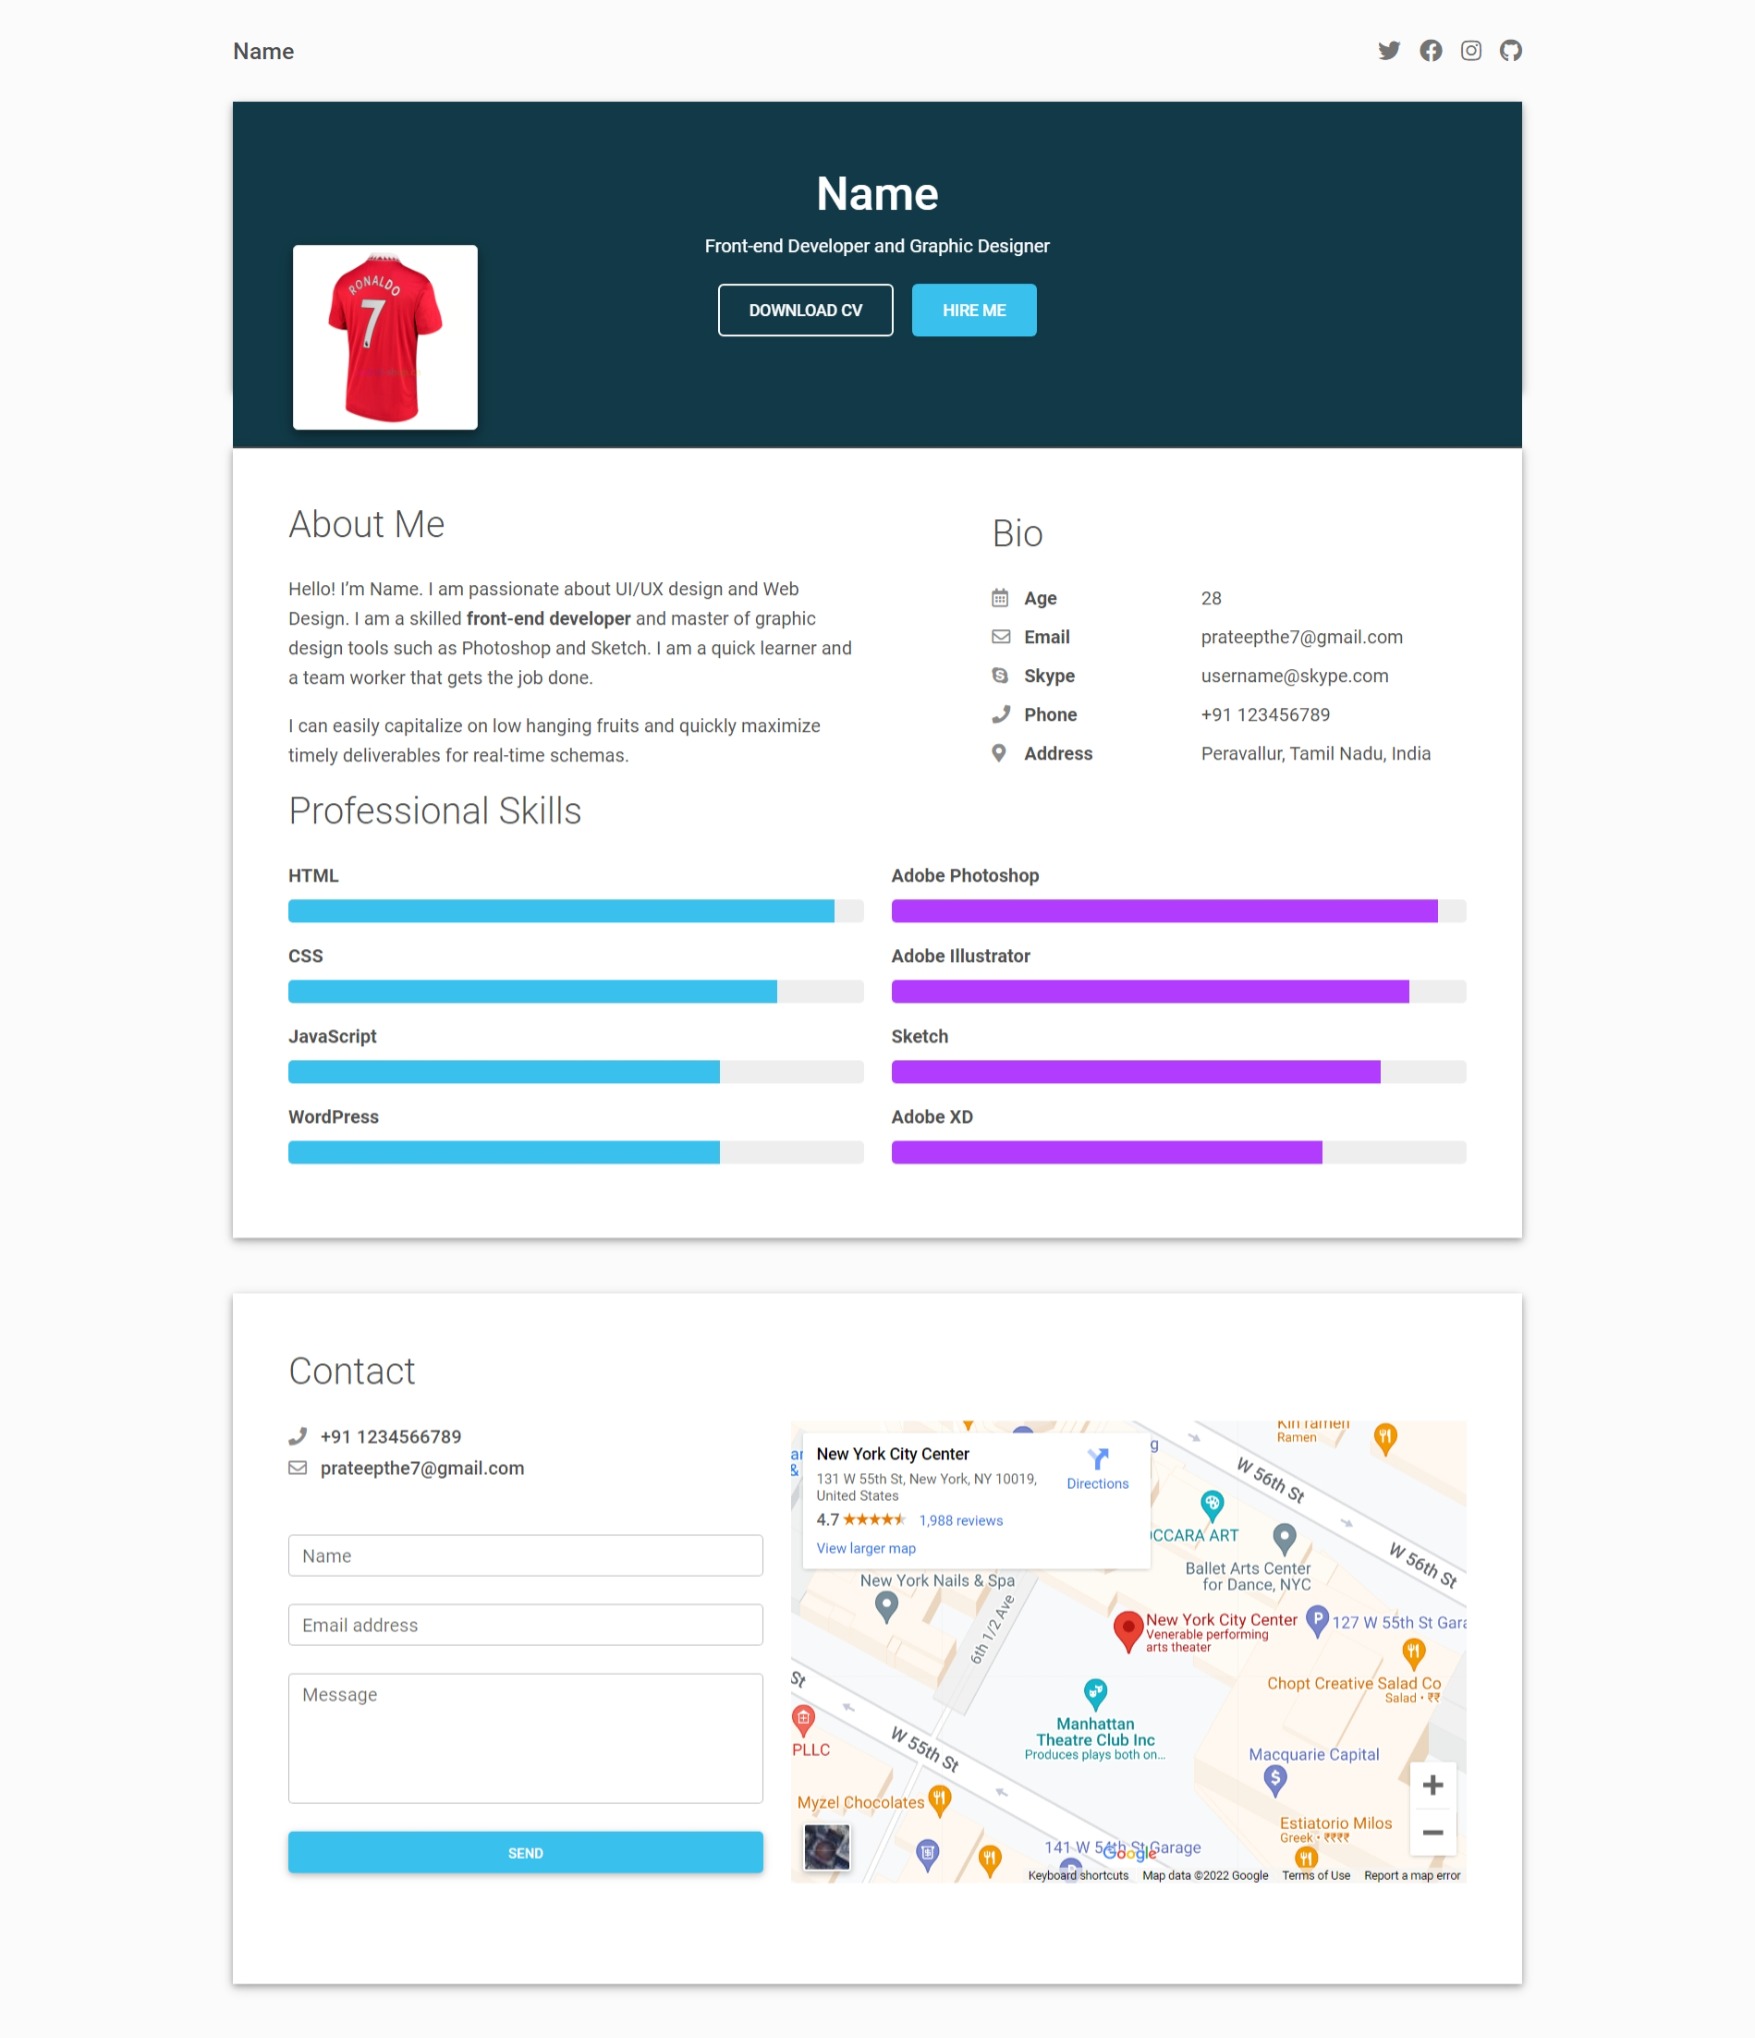 Name
Name
Front-end Developer and Graphic Designer
RONALDO
7
DOWNLOAD CV
HIRE ME
About Me
Hello! I’m Name. I am passionate about UI/UX design and Web
Design. I am a skilled front-end developer and master of graphic
design tools such as Photoshop and Sketch. I am a quick learner and
a team worker that gets the job done.
I can easily capitalize on low hanging fruits and quickly maximize
timely deliverables for real-time schemas.
Bio
Age 28
Email prateepthe7@gmail.com
Skype username@skype.com
Phone +91 123456789
Address Peravallur, Tamil Nadu, India
Professional Skills
HTML
CSS
JavaScript
WordPress
Adobe Photoshop
Adobe Illustrator
Sketch
Adobe XD
Contact
+91 1234566789
prateepthe7@gmail.com
Name
Email address
Message
SEND
New York City Center
131 W 55th St, New York, NY 10019,
United States
4.7 1,988 reviews
View larger map
Directions
Kin ramen
Ramen
W 56th St
W 56th St
CCARA ART
Ballet Arts Center
for Dance, NYC
New York Nails & Spa
6th 1/2 Ave
New York City Center
Venerable performing
arts theater
P
127 W 55th St Gara
Chopt Creative Salad Co
Salad • ₹₹
St
PLLC
Manhattan
Theatre Club Inc
Produces plays both on...
W 55th St
Macquarie Capital
$
Myzel Chocolates
Estiatorio Milos
Greek • ₹₹₹₹
141 W 54th St Garage
Google
Keyboard shortcuts
Map data ©2022 Google
Terms of Use
Report a map error